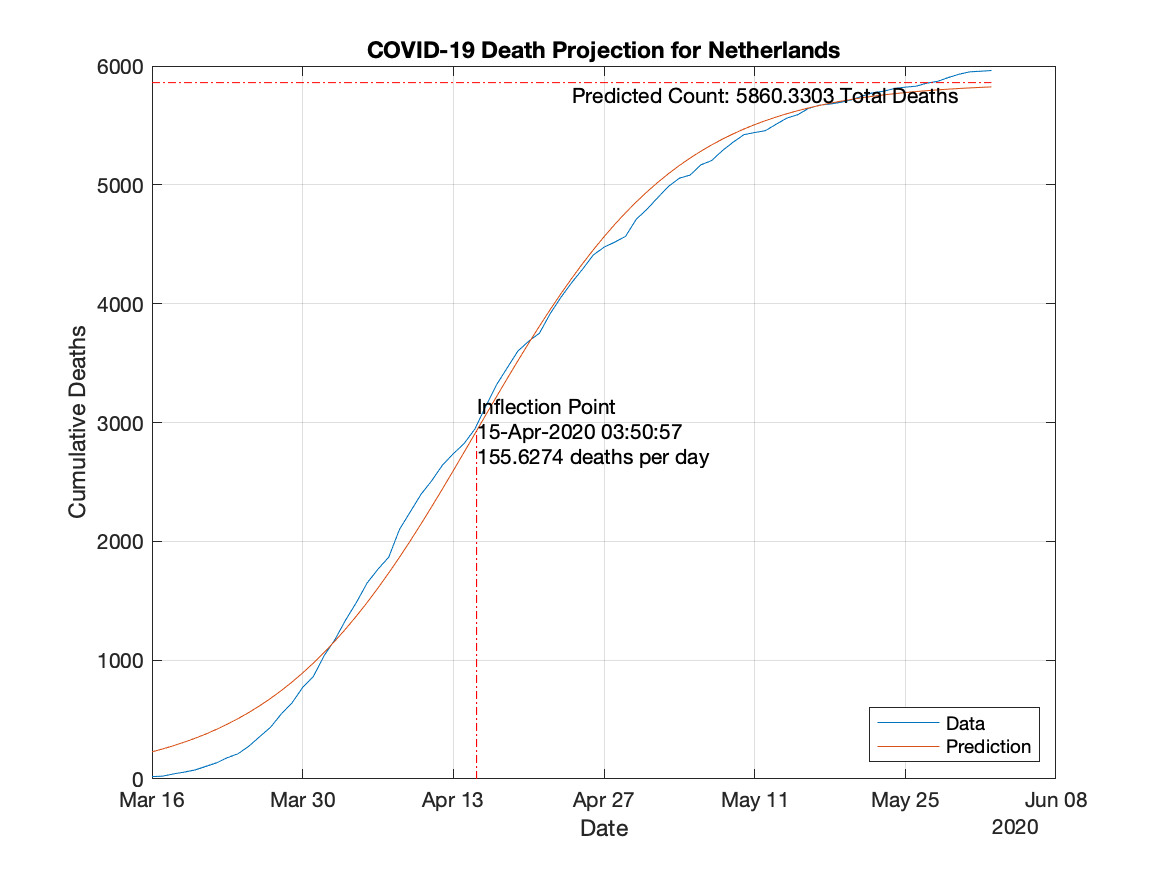 COVID-19 Death Projection for Netherlands
6000
Predicted Count: 5860.3303 Total Deaths
5000
4000
Inflection Point
3000
15-Apr-2020 03:50:57
155.6274 deaths per day
Cumulative Deaths
2000
1000
Data
Prediction
0
Mar 16 Mar 30 Apr 13 Apr 27 May 11 May 25 Jun 08
Date
2020